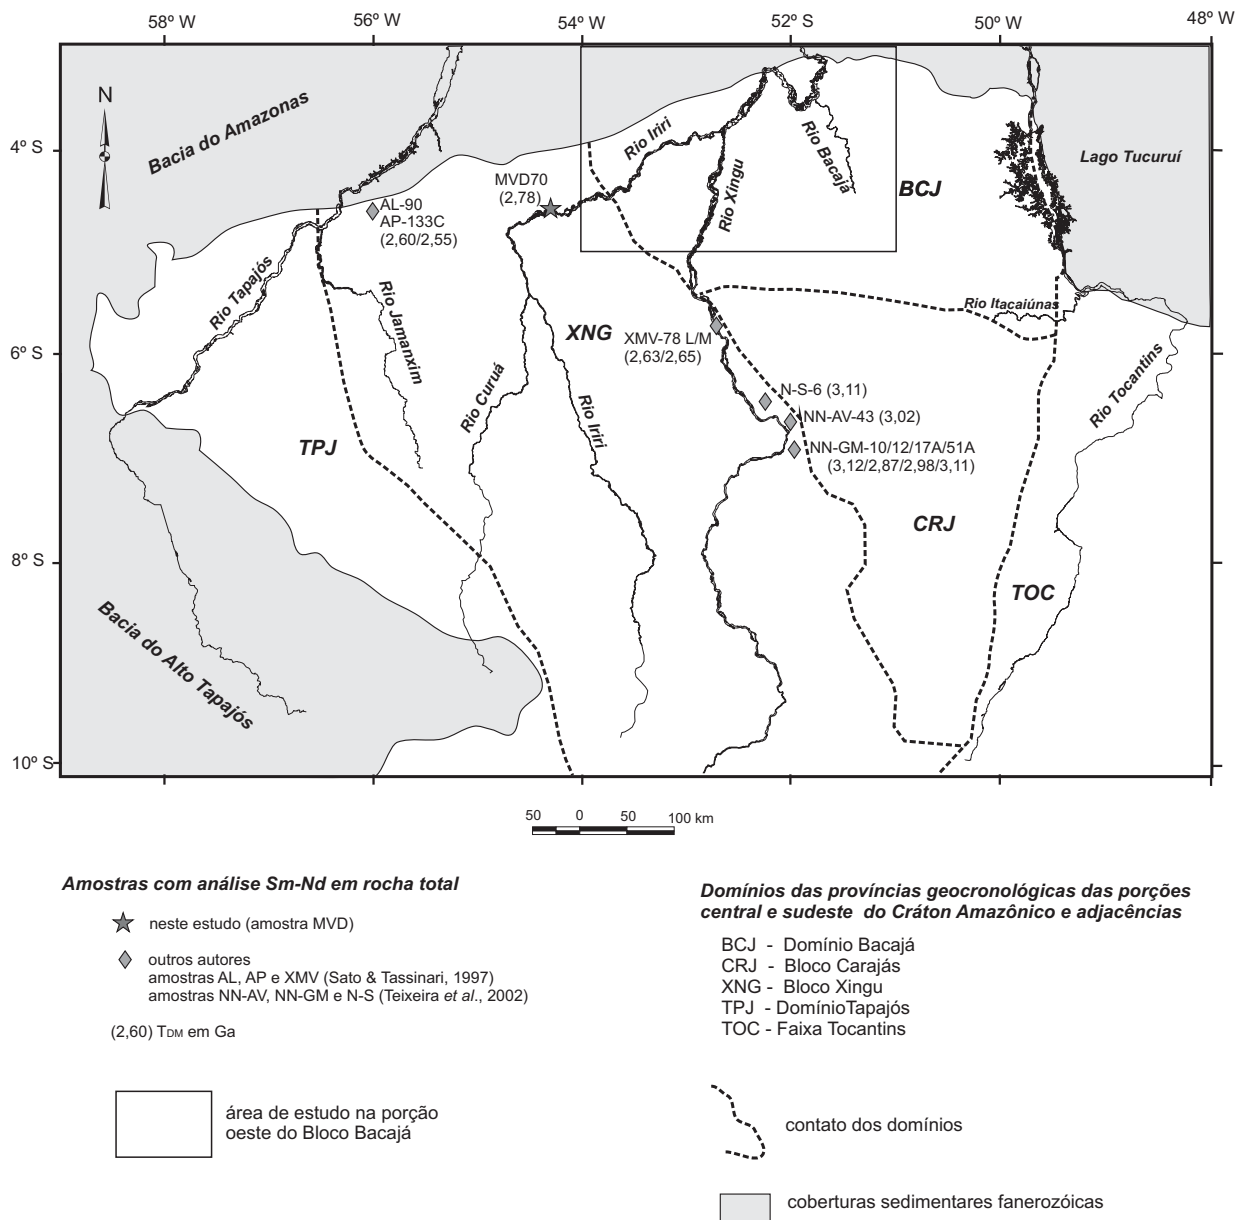 58º W
56º W
54º W
52º S
50º W
48º W
4º S
6º S
8º S
10º S
N
Bacia do Amazonas
Rio Iriri
Rio Bacajá
Lago Tucuruí
MVD70
(2,78)
AL-90
AP-133C
(2,60/2,55)
Rio Xingu
BCJ
Rio Tapajós
Rio Jamanxim
XNG
XMV-78 L/M
(2,63/2,65)
Rio Itacaiúnas
N-S-6 (3,11)
NN-AV-43 (3,02)
NN-GM-10/12/17A/51A
(3,12/2,87/2,98/3,11)
Rio Tocantins
Rio Curuá
Rio Iriri
TPJ
CRJ
TOC
Bacia do Alto Tapajós
50 0 50 100 km
Amostras com análise Sm-Nd em rocha total
neste estudo (amostra MVD)
outros autores
amostras AL, AP e XMV (Sato & Tassinari, 1997)
amostras NN-AV, NN-GM e N-S (Teixeira et al., 2002)
(2,60) TDM em Ga
área de estudo na porção
oeste do Bloco Bacajá
Domínios das províncias geocronológicas das porções
central e sudeste do Cráton Amazônico e adjacências
BCJ - Domínio Bacajá
CRJ - Bloco Carajás
XNG - Bloco Xingu
TPJ - DomínioTapajós
TOC - Faixa Tocantins
contato dos domínios
coberturas sedimentares fanerozóicas